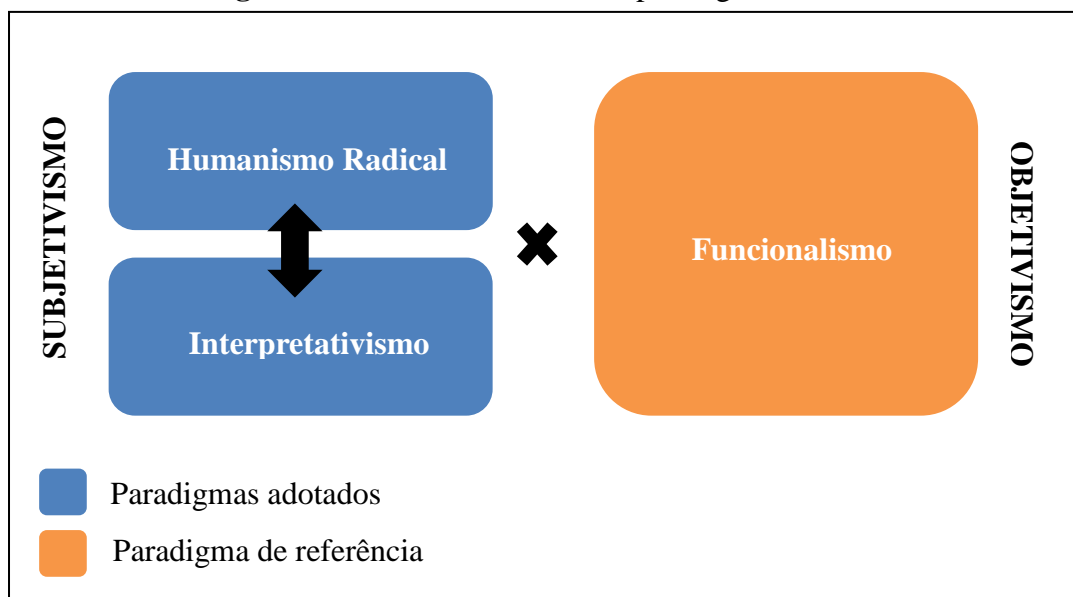 SUBJETIVISMO
Humanismo Radical
Interpretativismo
Funcionalismo
OBJETIVISMO
Paradigmas adotados
Paradigma de referência